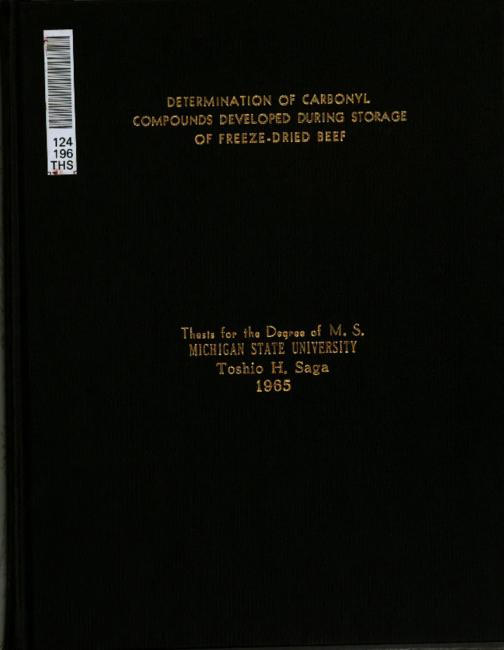 124
196
THS
DETERMINATION OF CARBONYL
COMPOUNDS DEVELOPED DURING STORAGE
OF FREEZE-DRIED BEEF
Thesis for the Degree of M. S.
MICHIGAN STATE UNIVERSITY
Toshio H. Saga
1965